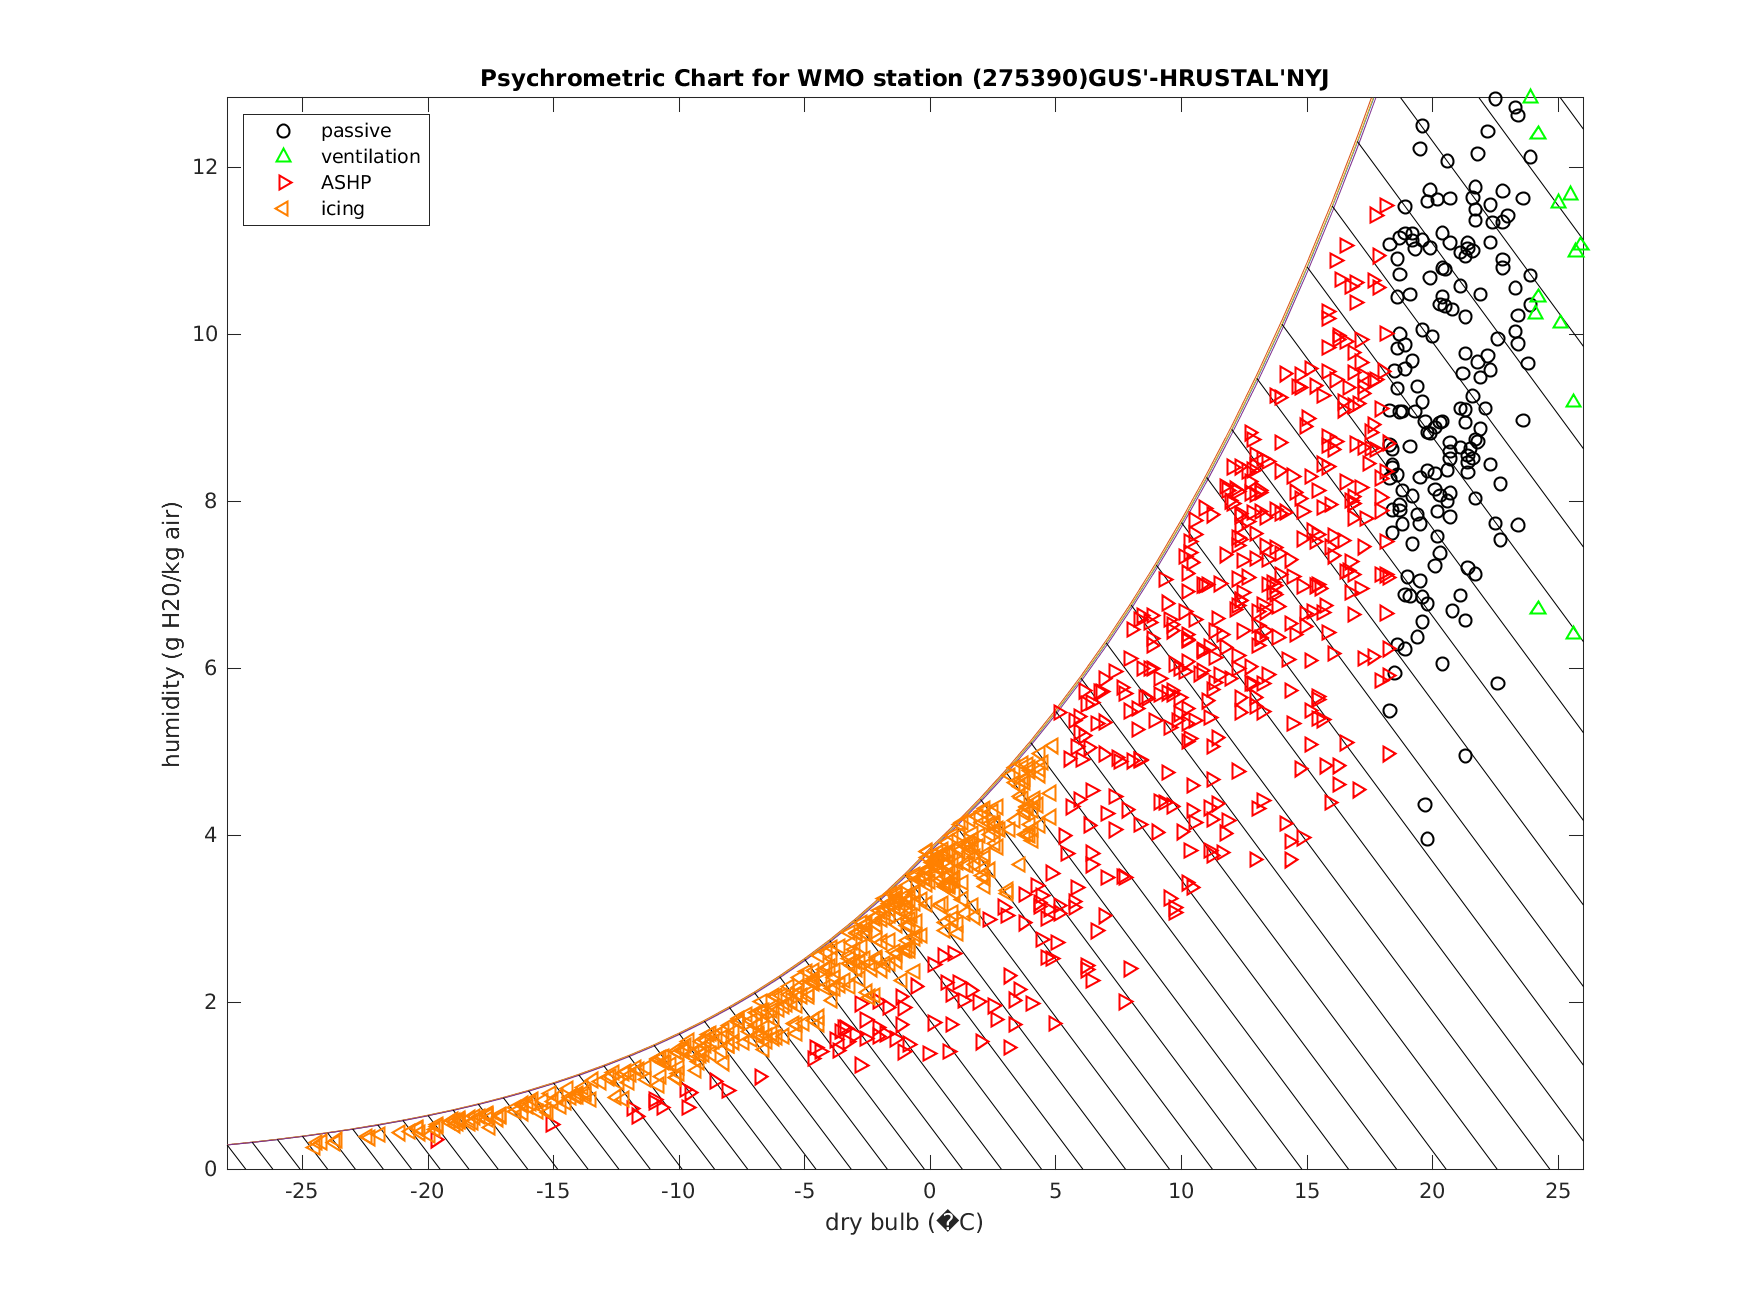 Psychrometric Chart for WMO station (275390)GUS'-HRUSTAL'NYJ
passive
ventilation
ASHP
icing
humidity (g H20/kg air)
12
10
8
6
4
2
0
-25 -20 -15 -10 -5 0 5 10 15 20 25
dry bulb (�C)